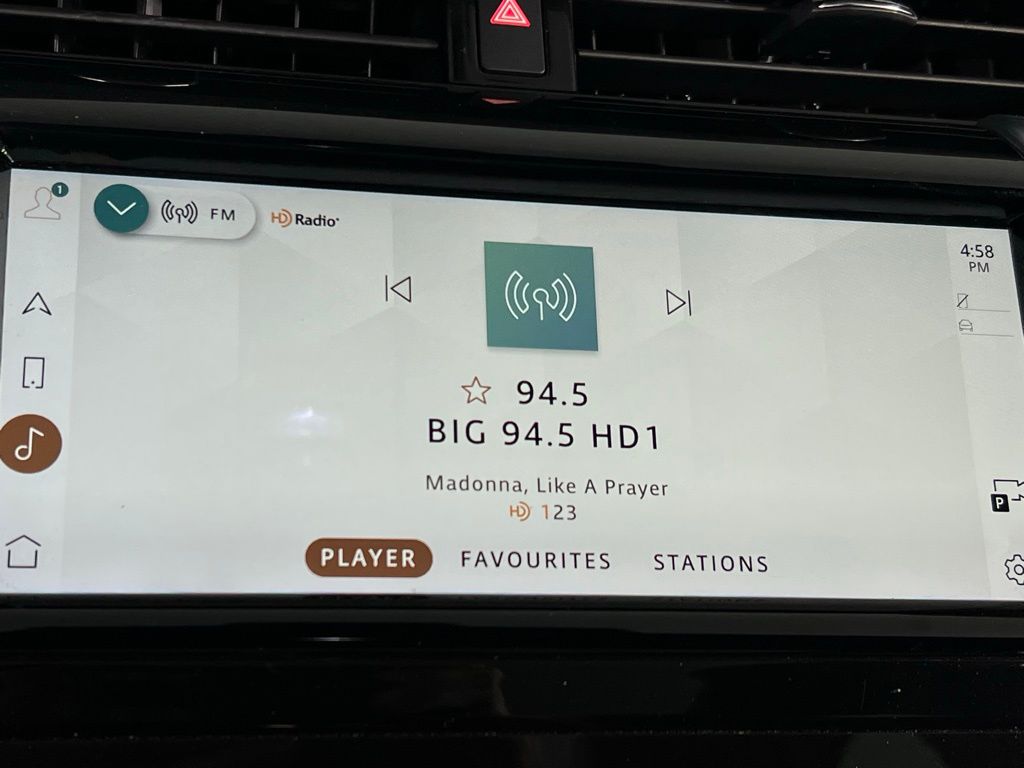 1
FM
HD Radio
4:58
PM
94.5
BIG 94.5 HD1
Madonna, Like A Prayer
HD 123
P
PLAYER FAVOURITES STATIONS